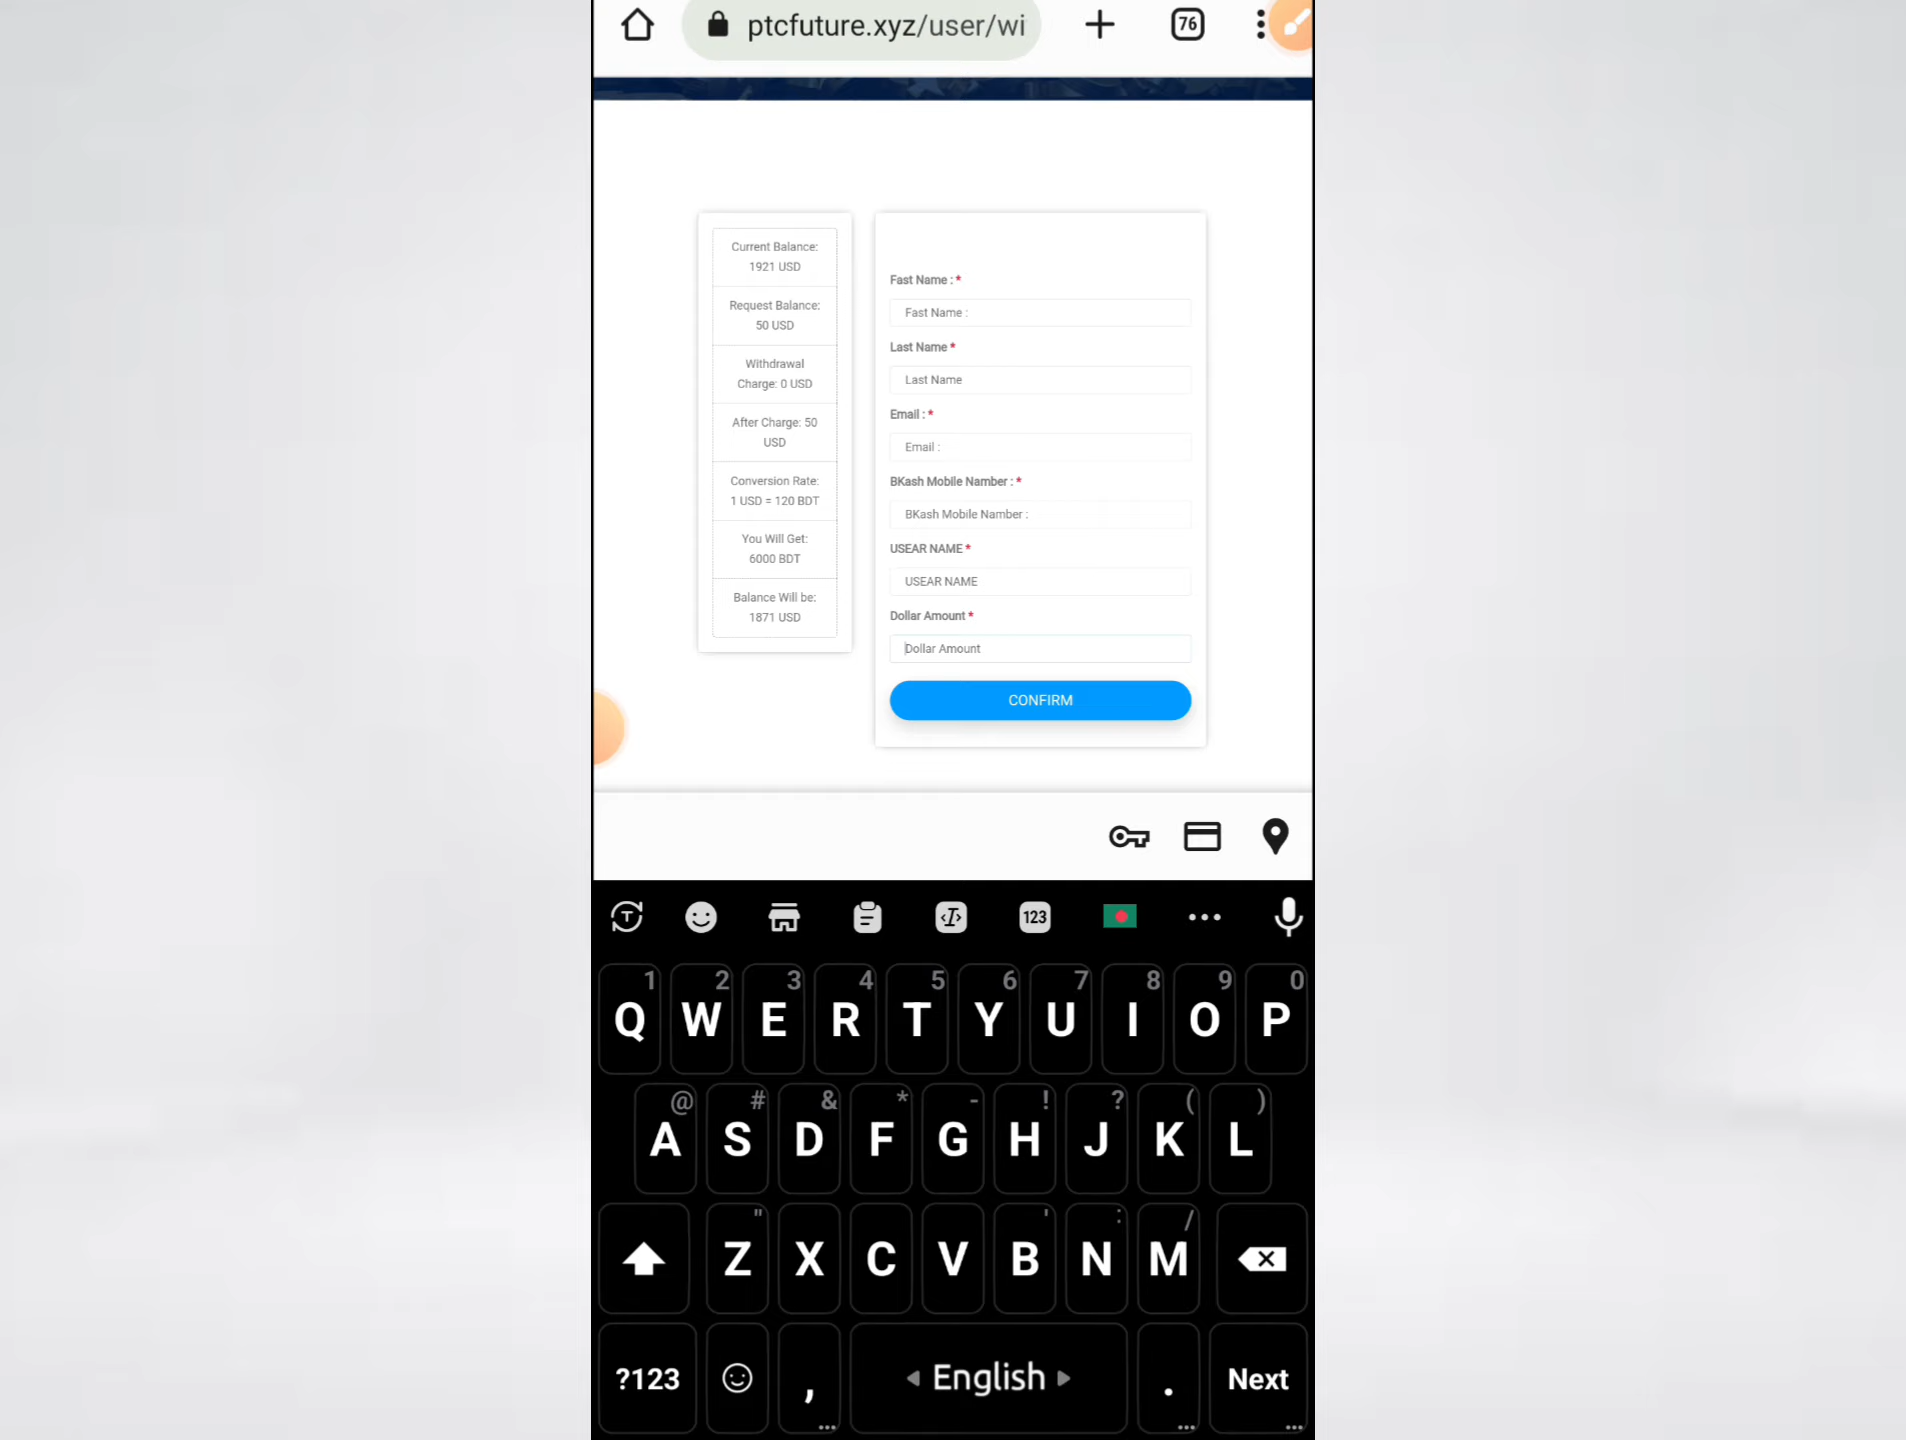 ptcfuture.xyz/user/wi
76
Current Balance:
1921 USD
Request Balance:
50 USD
Withdrawal
Charge: 0 USD
After Charge: 50
USD
Conversion Rate:
1 USD = 120 BDT
You Will Get:
6000 BDT
Balance Will be:
1871 USD
Fast Name : *
Fast Name :
Last Name *
Last Name
Email : *
Email :
BKash Mobile Namber : *
BKash Mobile Namber :
USEAR NAME *
USEAR NAME
Dollar Amount *
Dollar Amount
CONFIRM
T 123
1 2 3 4 5 6 7 8 9 0
Q W E R T Y U I O P
@ # & * - ! ? ( )
A S D F G H J K L
" ' : /
Z X C V B N M
?123 , English . Next